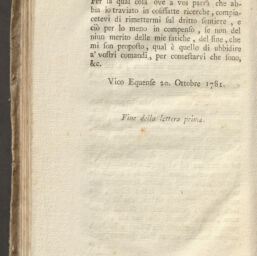 Per la qual cosa ove a voi parrà che ab-
bia io traviato in cosiffatte ricerche, compia-
cetevi di rimettermi sul dritto sentiere, e
ciò per lo meno in compenso, se non del
niun merito delle mie fatiche, del fine, che
mi son proposto, qual è quello di ubbidire
a' vostri comandi, per contestarvi che sono,
&c.
Vico Equense 20. Ottobre 1781.
Fine della lettera prima.